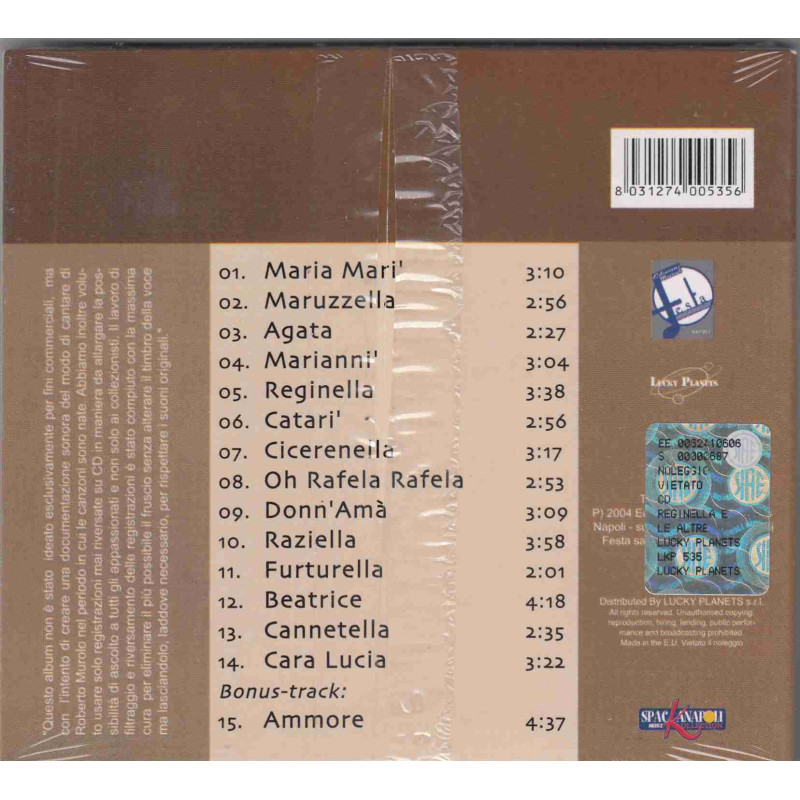 8 031274 005356
01. Maria Mari' 3:10
02. Maruzzella 2:56
03. Agata 2:27
04. Marianni' 3:04
05. Reginella 3:38
06. Catari' 2:56
07. Cicerenella 3:17
08. Oh Rafela Rafela 2:53
09. Donn'Amà 3:09
10. Raziella 3:58
11. Furturella 2:01
12. Beatrice 4:18
13. Cannetella 2:35
14. Cara Lucia 3:22
Bonus-track:
15. Ammore 4:37
"Questo album non è stato ideato esclusivamente per fini commerciali, ma
con l'intento di creare una documentazione sonora del modo di cantare di
Roberto Murolo nel periodo in cui le canzoni sono nate. Abbiamo inoltre volu-
to usare solo registrazioni mai riversate su CD in maniera da allargare la pos-
sibilità di ascolto a tutti gli appassionati e non solo ai collezionisti. Il lavoro di
filtraggio e riversamento delle registrazioni è stato compiuto con la massima
cura per eliminare il più possibile il fruscio senza alterare il timbro della voce
ma lasciandolo, laddove necessario, per rispettare i suoni originali."
Festa
NAPOLI
LUCKY PLANETS
EE 0052410606
S. 00302687
NOLEGGIO
VIETATO
CD
REGINELLA E
LE ALTRE
LUCKY PLANETS
LKP 535
LUCKY PLANETS
P) 2004
Napoli - su
Festa
Distributed By LUCKY PLANETS s.r.l.
All rights reserved. Unauthorised copying,
reproduction, hiring, lending, public perfor-
mance and broadcasting prohibited.
Made in the E.U. Vietato il noleggio
SPACKANAPOLI
KOLLECTION